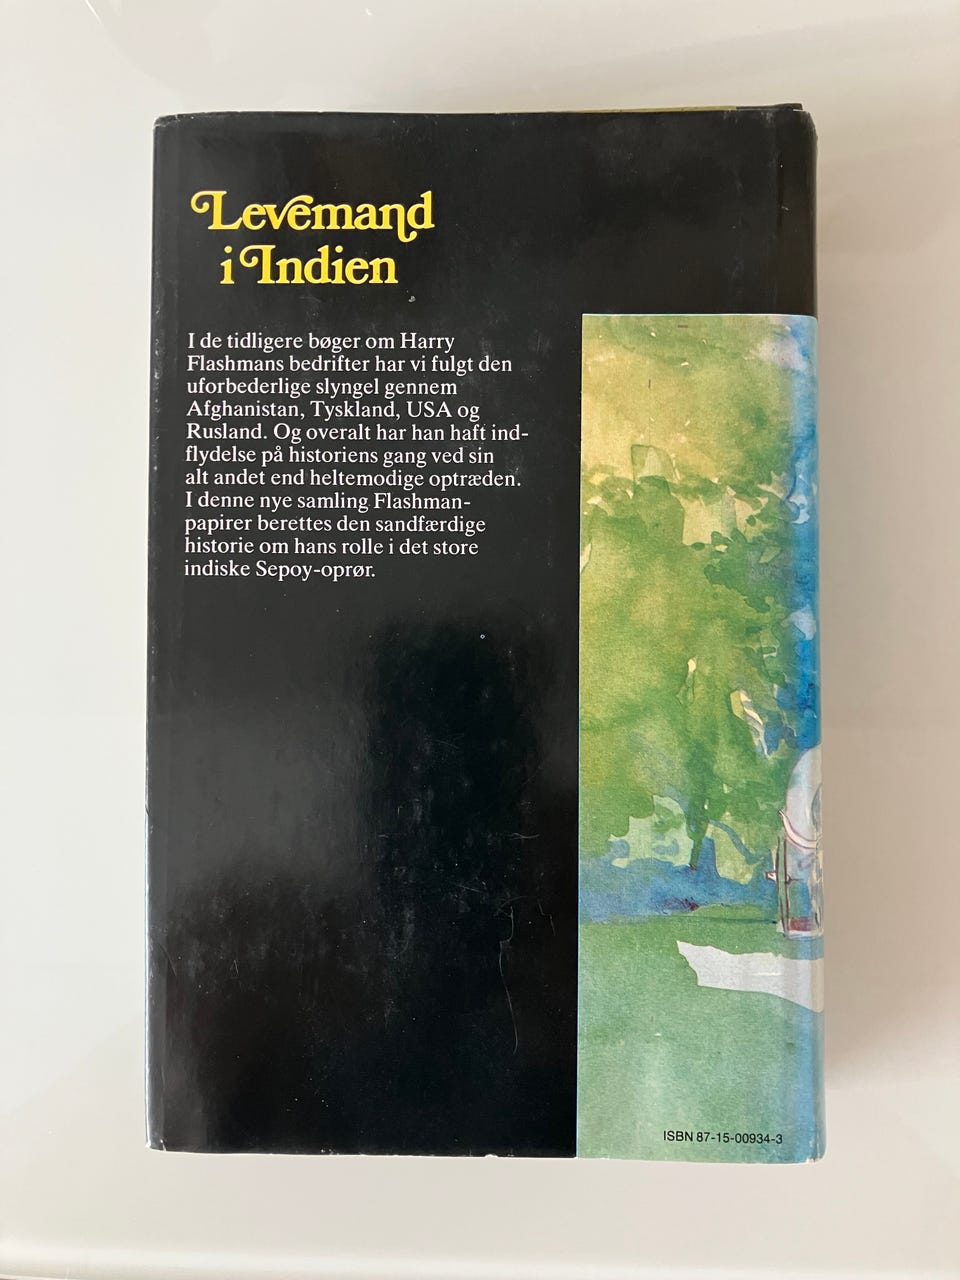 Levemand
i Indien
I de tidligere bøger om Harry
Flashmans bedrifter har vi fulgt den
uforbederlige slyngel gennem
Afghanistan, Tyskland, USA og
Rusland. Og overalt har han haft ind-
flydelse på historiens gang ved sin
alt andet end heltemodige optræden.
I denne nye samling Flashman-
papirer berettes den sandfærdige
historie om hans rolle i det store
indiske Sepoy-oprør.
ISBN 87-15-00934-3